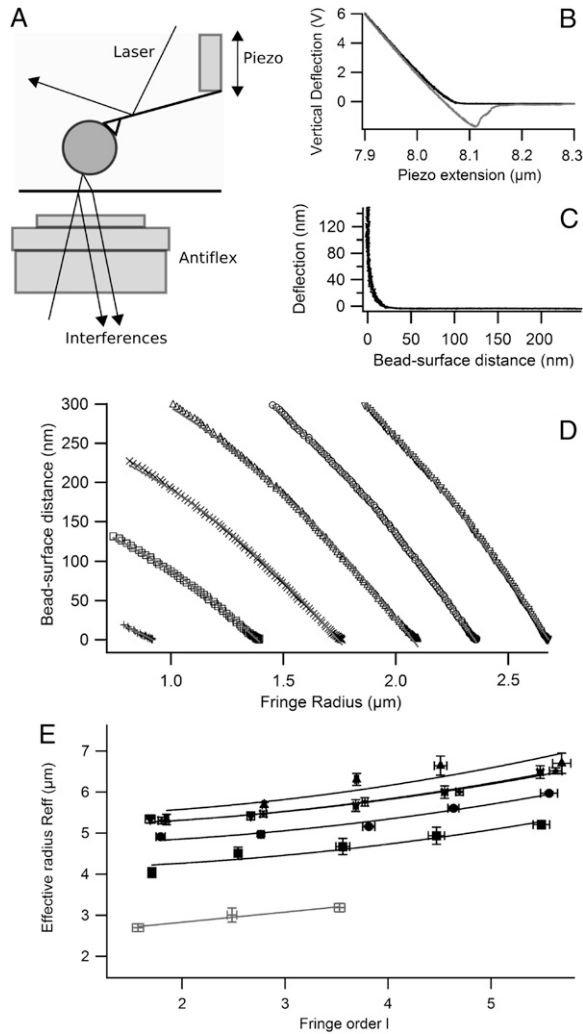 A
Laser
Piezo
Antiflex
Interferences
B
Vertical Deflection (V)
6
4
2
0
7.9 8.0 8.1 8.2 8.3
Piezo extension (μm)
C
Deflection (nm)
120
80
40
0
0 50 100 150 200
Bead-surface distance (nm)
D
Bead-surface distance (nm)
300
250
200
150
100
50
0
1.0 1.5 2.0 2.5
Fringe Radius (μm)
E
Effective radius Reff (μm)
7
6
5
4
3
2
2 3 4 5
Fringe order l